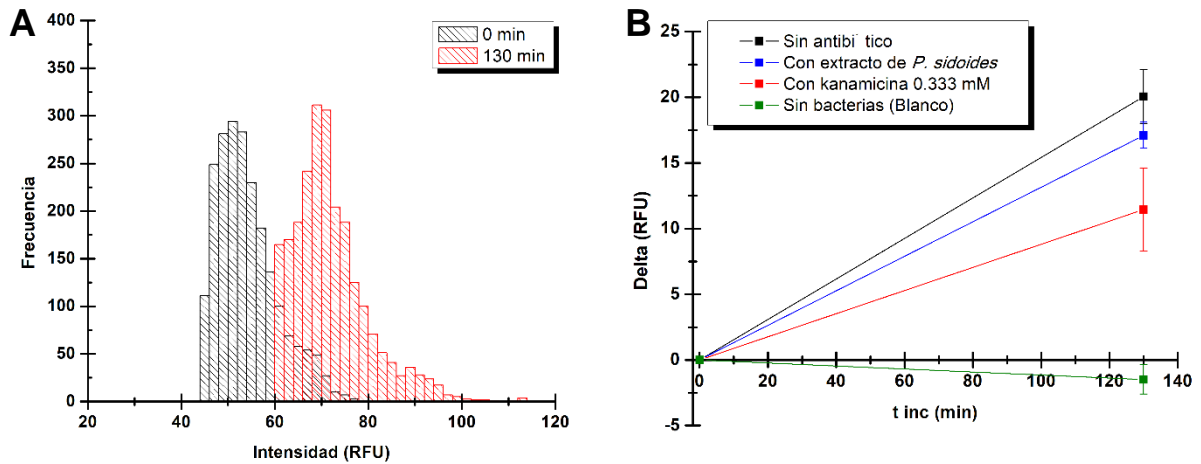 A
400
350
300
250
200
150
100
50
0
Frecuencia
0 min
130 min
20
40
60
80
100
120
Intensidad (RFU)
B
25
20
15
10
5
0
-5
Delta (RFU)
Sin antibi´ tico
Con extracto de P. sidoides
Con kanamicina 0.333 mM
Sin bacterias (Blanco)
0
20
40
60
80
100
120
140
t inc (min)